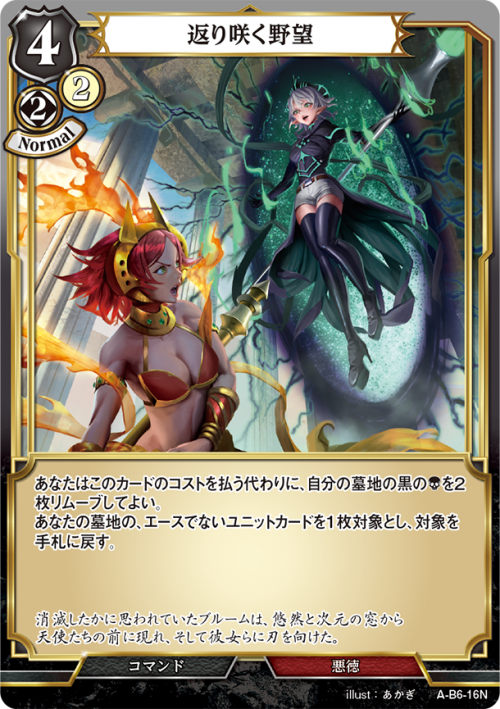 4
返り咲く野望
2
2
Normal
あなたはこのカードのコストを払う代わりに、自分の墓地の黒の💀を2
枚リムーブしてよい。
あなたの墓地の、エースでないユニットカードを1枚対象とし、対象を
手札に戻す。
消滅したかに思われていたブルームは、悠然と次元の窓から
天使たちの前に現れ、そして彼女らに刃を向けた。
コマンド
悪徳
illust：あかぎ
A-B6-16N